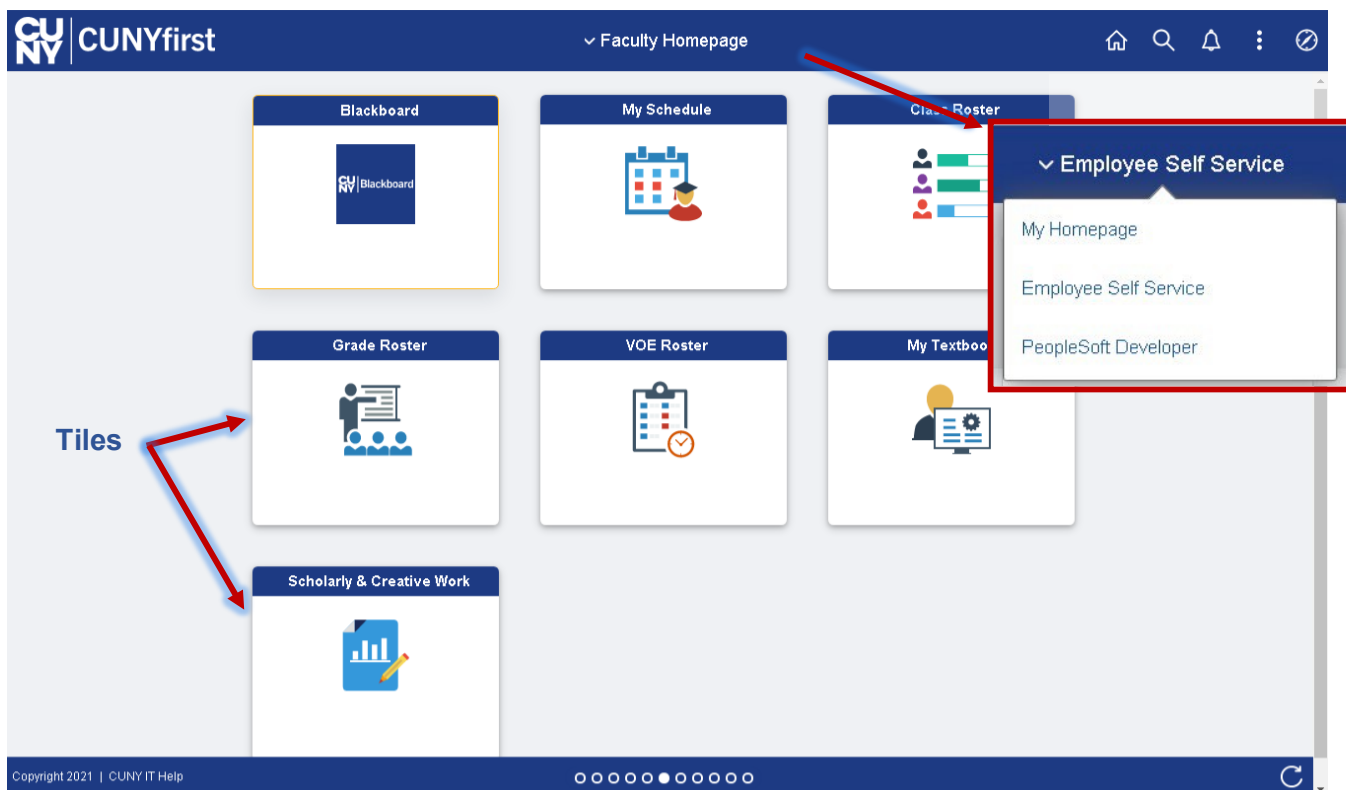 CUNY CUNYfirst
Faculty Homepage
Blackboard
My Schedule
Class Roster
CUNY Blackboard
Employee Self Service
My Homepage
Employee Self Service
PeopleSoft Developer
Grade Roster
VOE Roster
My Textboo
Tiles
Scholarly & Creative Work
Copyright 2021 | CUNY IT Help